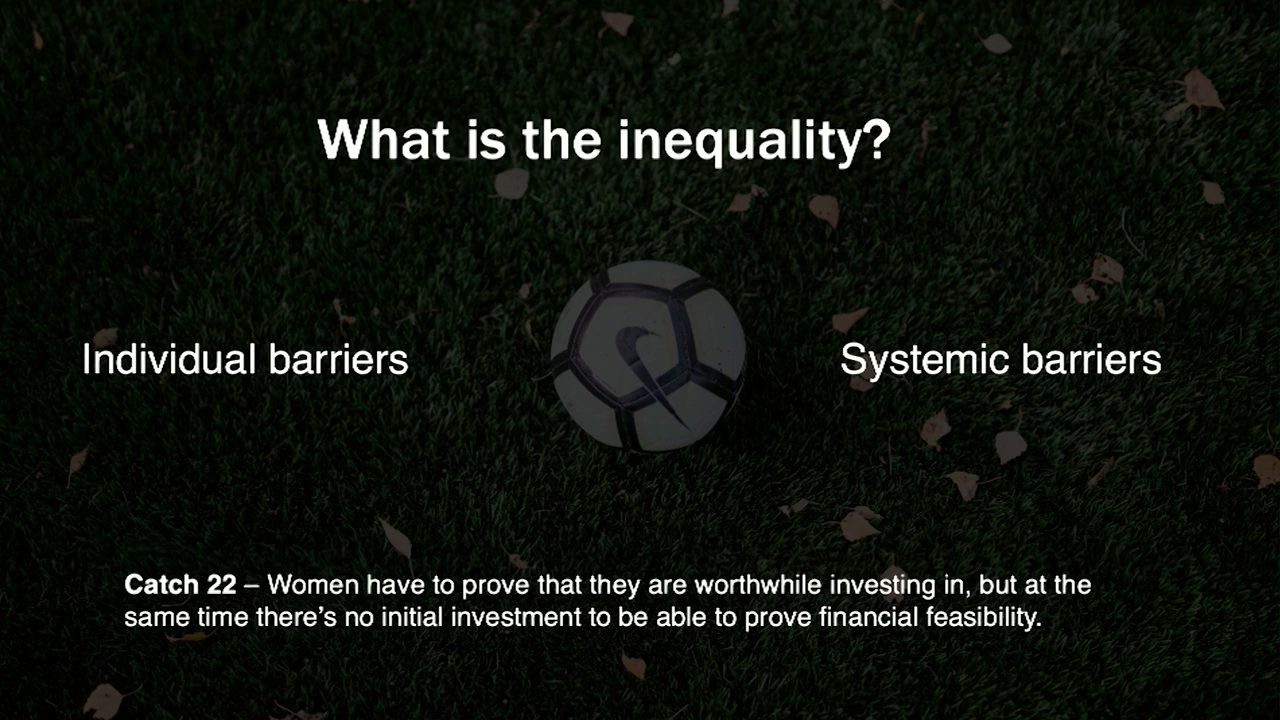 What is the inequality?
Individual barriers
Systemic barriers
Catch 22 – Women have to prove that they are worthwhile investing in, but at the
same time there’s no initial investment to be able to prove financial feasibility.